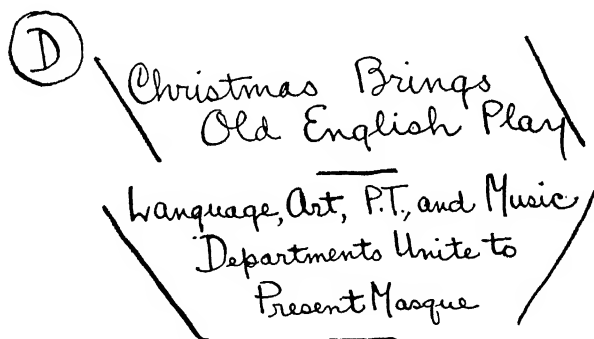 D
Christmas Brings
Old English Play
Language, Art, P.T., and Music
Departments Unite to
Present Masque